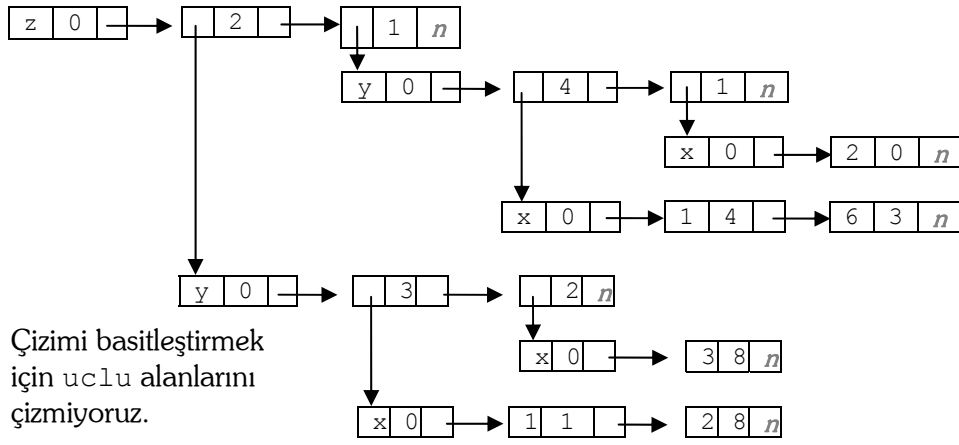 z 0 2 1 n
y 0 4 1 n
x 0 2 0 n
x 0 1 4 6 3 n
y 0 3 2 n
Çizimi basitleştirmek
için uclu alanlarını
çizmiyoruz.
x 0 3 8 n
x 0 1 1 2 8 n